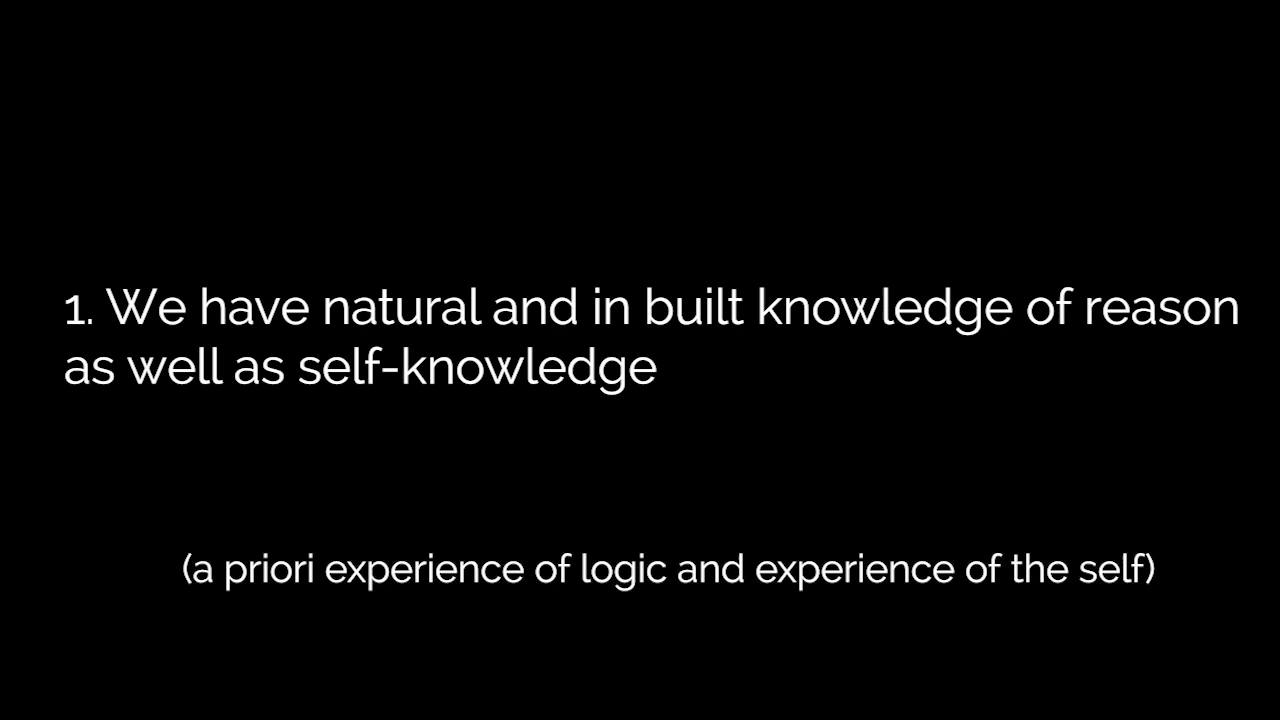 1. We have natural and in built knowledge of reason
as well as self-knowledge
(a priori experience of logic and experience of the self)